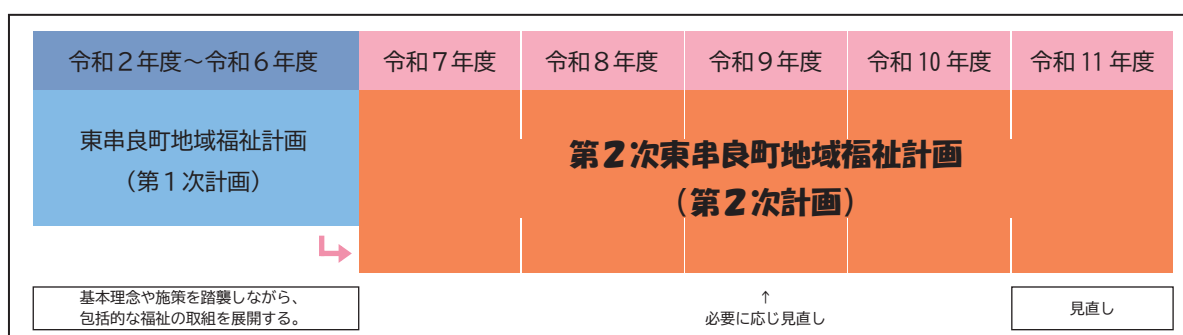 令和２年度～令和６年度
令和７年度
令和８年度
令和９年度
令和 10 年度
令和 11 年度
東串良町地域福祉計画
（第１次計画）
第２次東串良町地域福祉計画
（第２次計画）
基本理念や施策を踏襲しながら、
包括的な福祉の取組を展開する。
↑
必要に応じ見直し
見直し